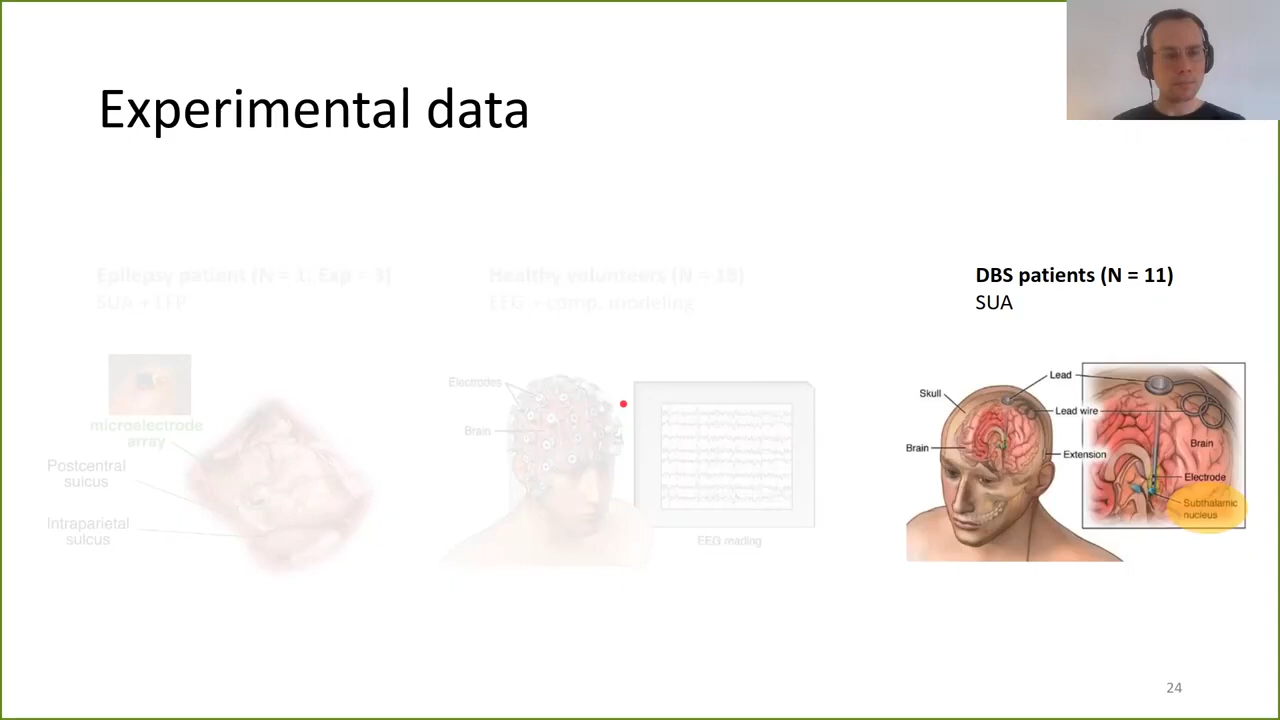 Experimental data
Epilepsy patient (N = 1; Exp = 3)
SUA + LFP
microelectrode
array
Postcentral
sulcus
Intraparietal
sulcus
Healthy volunteers (N = 18)
EEG + comp. modeling
Electrodes
Brain
EEG reading
DBS patients (N = 11)
SUA
Skull
Brain
Lead
Lead wire
Extension
Brain
Electrode
Subthalamic
nucleus
24